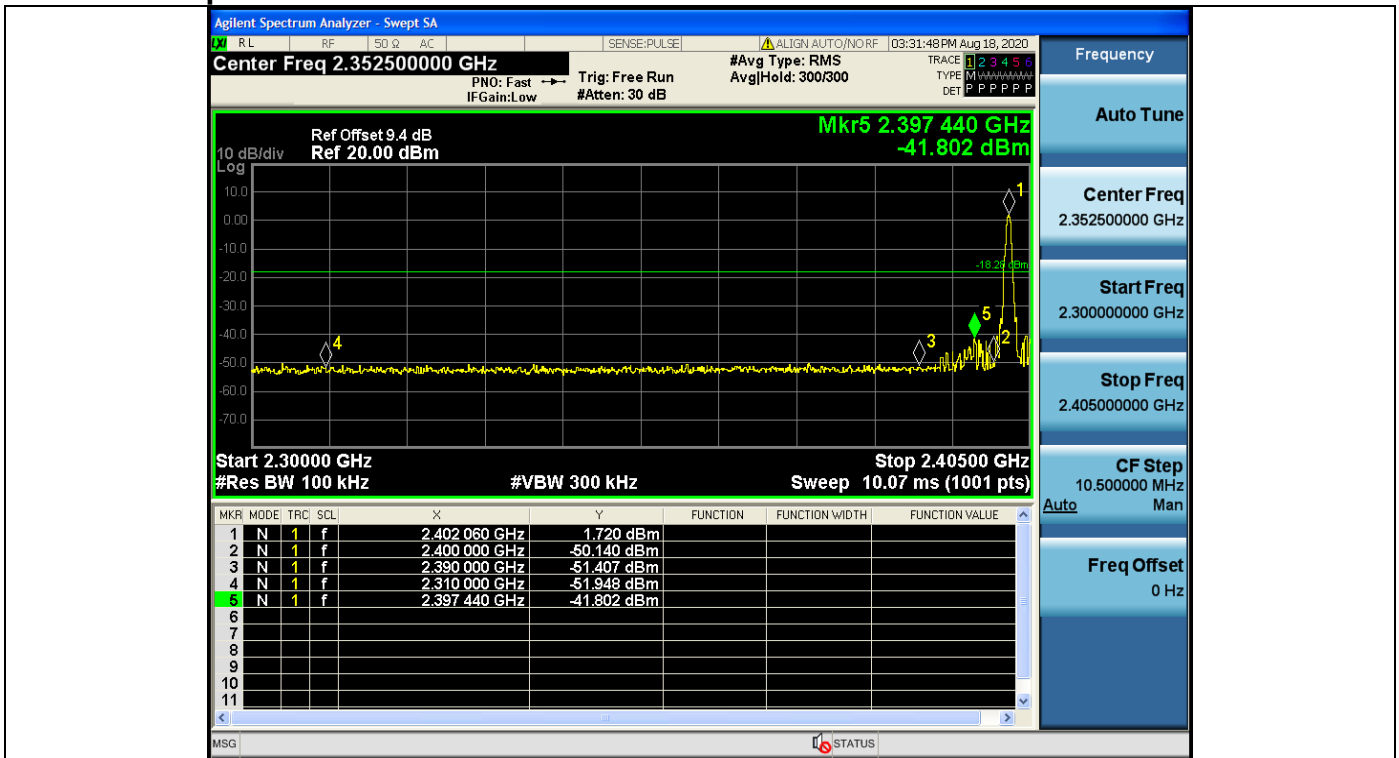 Agilent Spectrum Analyzer - Swept SA
LXI RL RF 50 Ω AC SENSE:PULSE ALIGN AUTO/NO RF 03:31:48 PM Aug 18, 2020
Center Freq 2.352500000 GHz
PNO: Fast
IFGain:Low
Trig: Free Run
#Atten: 30 dB
#Avg Type: RMS
Avg|Hold: 300/300
TRACE 1 2 3 4 5 6
TYPE M
DET P P P P P P
Mkr5 2.397 440 GHz
-41.802 dBm
Ref Offset 9.4 dB
10 dB/div Ref 20.00 dBm
Log
10.0
0.00
-10.0
-20.0
-30.0
-40.0
-50.0
-60.0
-70.0
-18.26 dBm
1
5
4
3
2
Start 2.30000 GHz Stop 2.40500 GHz
#Res BW 100 kHz #VBW 300 kHz Sweep 10.07 ms (1001 pts)
MKR MODE TRC SCL X Y FUNCTION FUNCTION WIDTH FUNCTION VALUE
1 N 1 f 2.402 060 GHz 1.720 dBm
2 N 1 f 2.400 000 GHz -50.140 dBm
3 N 1 f 2.390 000 GHz -51.407 dBm
4 N 1 f 2.310 000 GHz -51.948 dBm
5 N 1 f 2.397 440 GHz -41.802 dBm
6
7
8
9
10
11
MSG STATUS
Frequency
Auto Tune
Center Freq
2.352500000 GHz
Start Freq
2.300000000 GHz
Stop Freq
2.405000000 GHz
CF Step
10.500000 MHz
Auto Man
Freq Offset
0 Hz